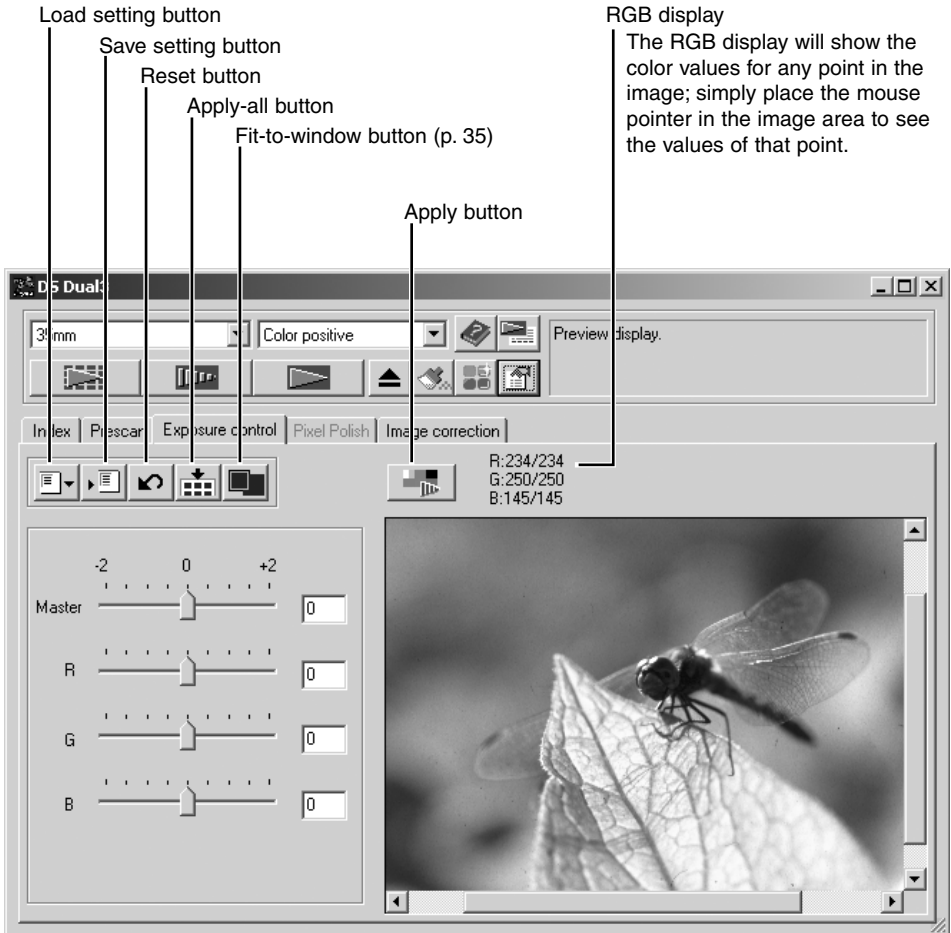 Load setting button
Save setting button
Reset button
Apply-all button
Fit-to-window button (p. 35)
Apply button
RGB display
The RGB display will show the
color values for any point in the
image; simply place the mouse
pointer in the image area to see
the values of that point.
DS Dual3
35mm
Color positive
Preview display.
Index
Prescan
Exposure control
Pixel Polish
Image correction
R:234/234
G:250/250
B:145/145
-2 0 +2
Master 0
R 0
G 0
B 0